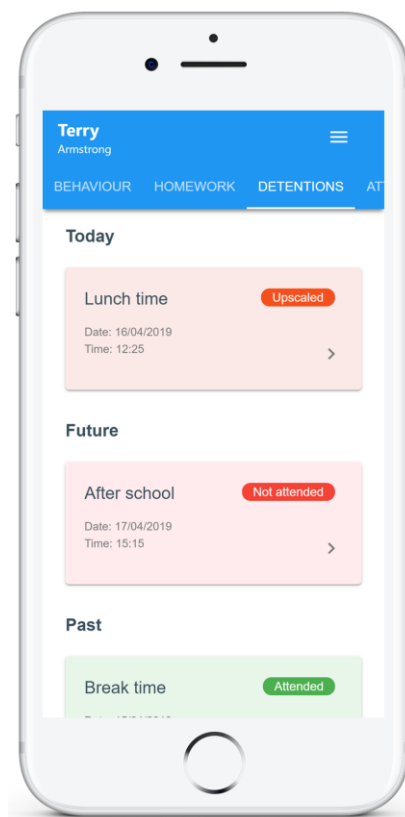 Terry
Armstrong
BEHAVIOUR HOMEWORK DETENTIONS AT
Today
Lunch time Upscaled
Date: 16/04/2019
Time: 12:25
Future
After school Not attended
Date: 17/04/2019
Time: 15:15
Past
Break time Attended